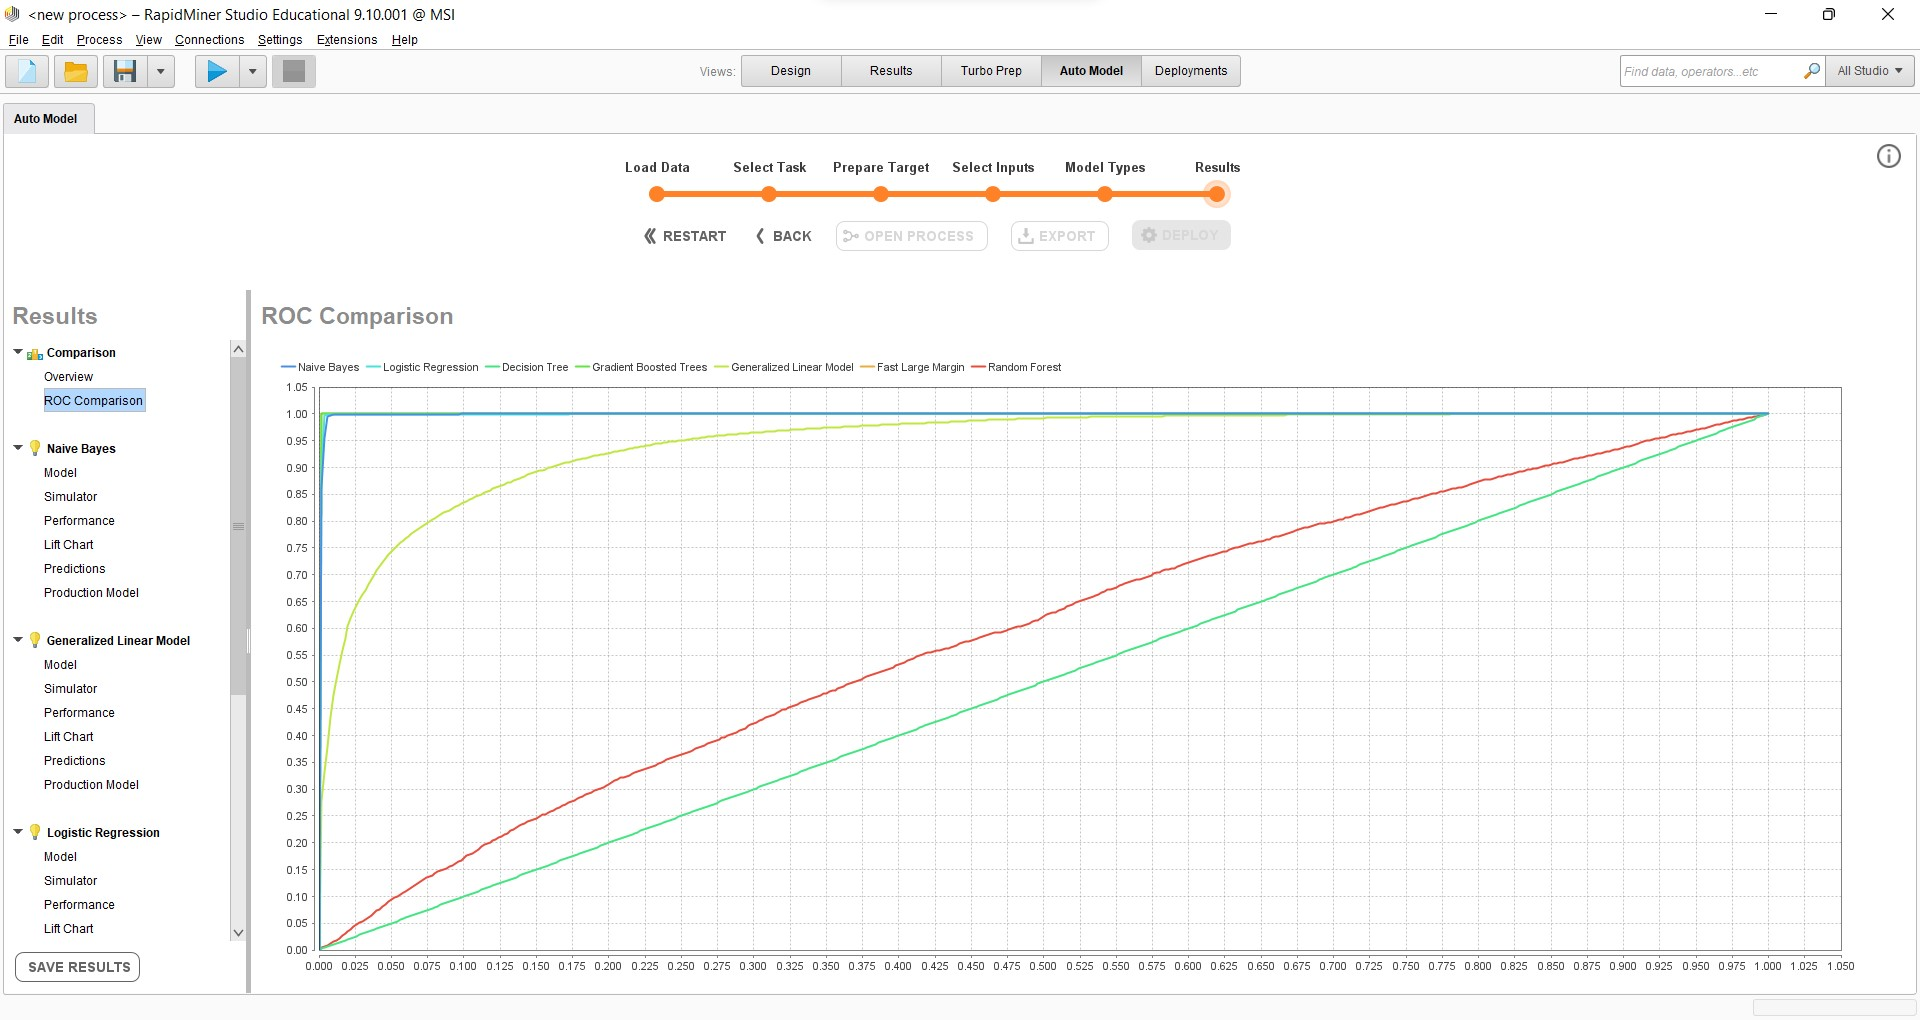 <new process> – RapidMiner Studio Educational 9.10.001 @ MSI
File Edit Process View Connections Settings Extensions Help
Views: Design Results Turbo Prep Auto Model Deployments
Find data, operators...etc
All Studio
Auto Model
Load Data Select Task Prepare Target Select Inputs Model Types Results
RESTART BACK OPEN PROCESS EXPORT DEPLOY
Results
Comparison
Overview
ROC Comparison
Naive Bayes
Model
Simulator
Performance
Lift Chart
Predictions
Production Model
Generalized Linear Model
Model
Simulator
Performance
Lift Chart
Predictions
Production Model
Logistic Regression
Model
Simulator
Performance
Lift Chart
SAVE RESULTS
ROC Comparison
Naive Bayes Logistic Regression Decision Tree Gradient Boosted Trees Generalized Linear Model Fast Large Margin Random Forest
1.05
1.00
0.95
0.90
0.85
0.80
0.75
0.70
0.65
0.60
0.55
0.50
0.45
0.40
0.35
0.30
0.25
0.20
0.15
0.10
0.05
0.00
0.000 0.025 0.050 0.075 0.100 0.125 0.150 0.175 0.200 0.225 0.250 0.275 0.300 0.325 0.350 0.375 0.400 0.425 0.450 0.475 0.500 0.525 0.550 0.575 0.600 0.625 0.650 0.675 0.700 0.725 0.750 0.775 0.800 0.825 0.850 0.875 0.900 0.925 0.950 0.975 1.000 1.025 1.050